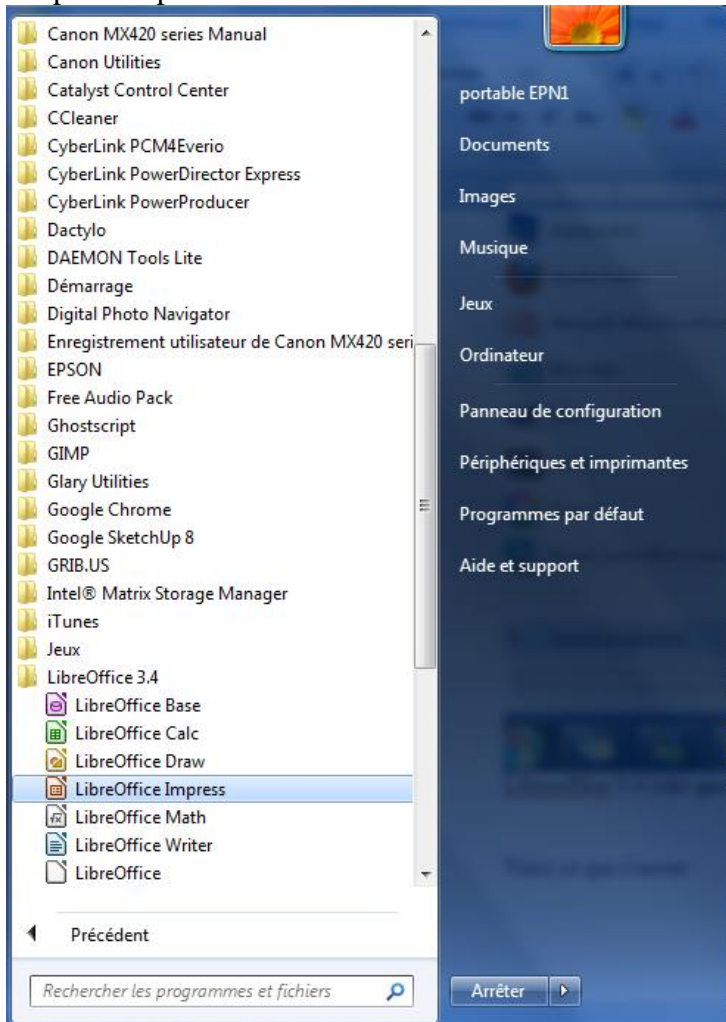 Canon MX420 series Manual
Canon Utilities
Catalyst Control Center
CCleaner
CyberLink PCM4Everio
CyberLink PowerDirector Express
CyberLink PowerProducer
Dactylo
DAEMON Tools Lite
Démarrage
Digital Photo Navigator
Enregistrement utilisateur de Canon MX420 seri
EPSON
Free Audio Pack
Ghostscript
GIMP
Glary Utilities
Google Chrome
Google SketchUp 8
GRIB.US
Intel® Matrix Storage Manager
iTunes
Jeux
LibreOffice 3.4
LibreOffice Base
LibreOffice Calc
LibreOffice Draw
LibreOffice Impress
LibreOffice Math
LibreOffice Writer
LibreOffice
Précédent
Rechercher les programmes et fichiers
portable EPN1
Documents
Images
Musique
Jeux
Ordinateur
Panneau de configuration
Périphériques et imprimantes
Programmes par défaut
Aide et support
Arrêter